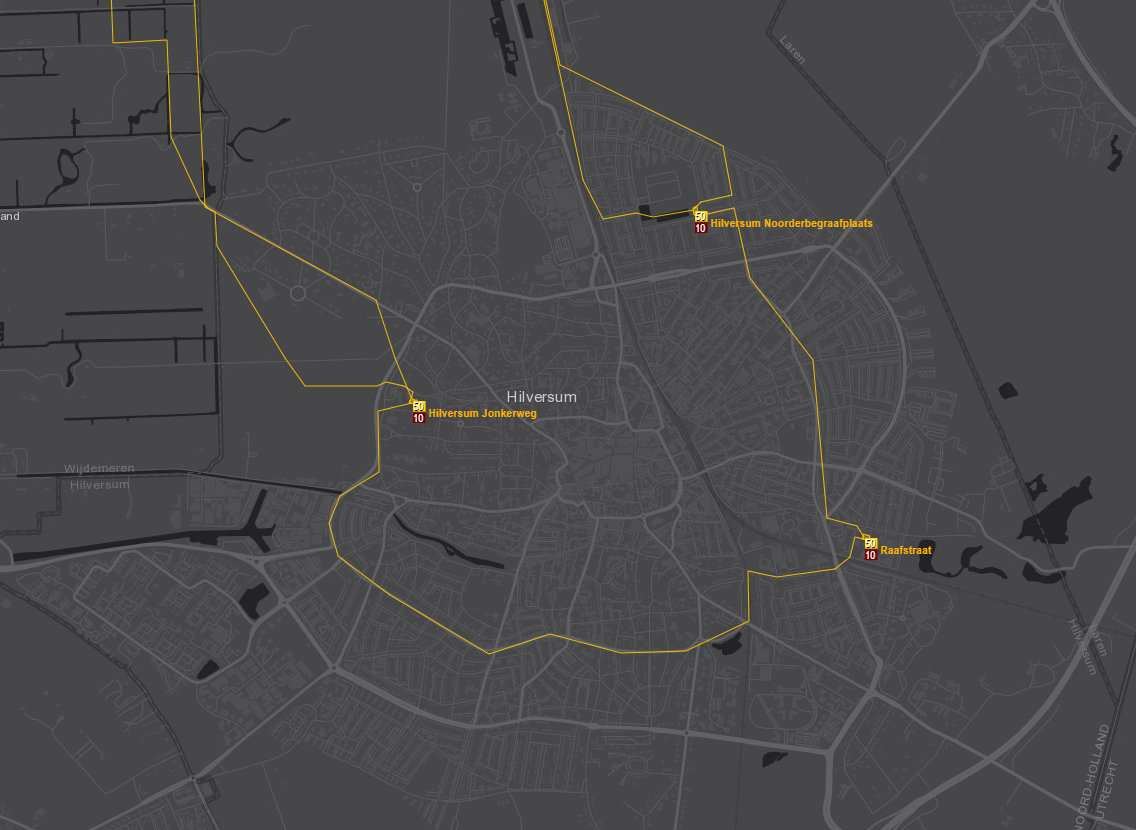 Laren
and
50
10
Hilversum Noorderbegraafplaats
Hilversum
50
10
Hilversum Jonkerweg
Wijdemeren
Hilversum
50
10
Raafstraat
Laren
Hilversum
NOORD-HOLLAND
UTRECHT